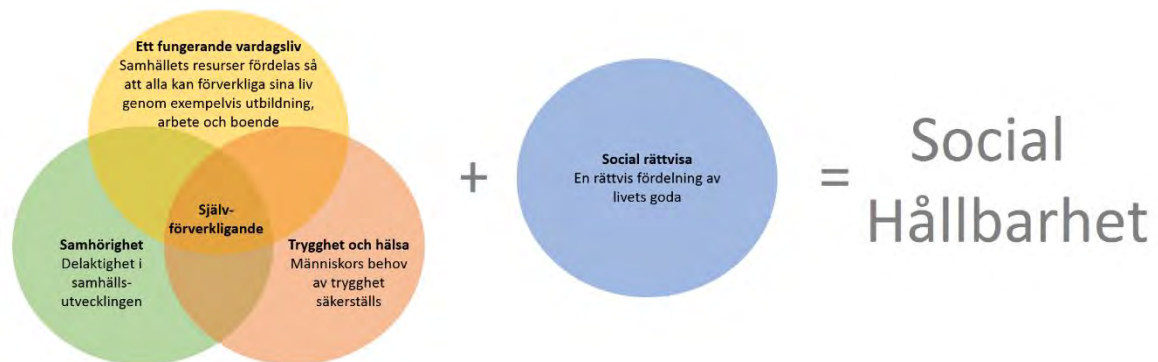 Ett fungerande vardagsliv
Samhällets resurser fördelas så
att alla kan förverkliga sina liv
genom exempelvis utbildning,
arbete och boende
Själv-
förverkligande
Samhörighet
Delaktighet i
samhälls-
utvecklingen
Trygghet och hälsa
Människors behov
av trygghet
säkerställs
+
Social rättvisa
En rättvis fördelning av
livets goda
=
Social
Hållbarhet